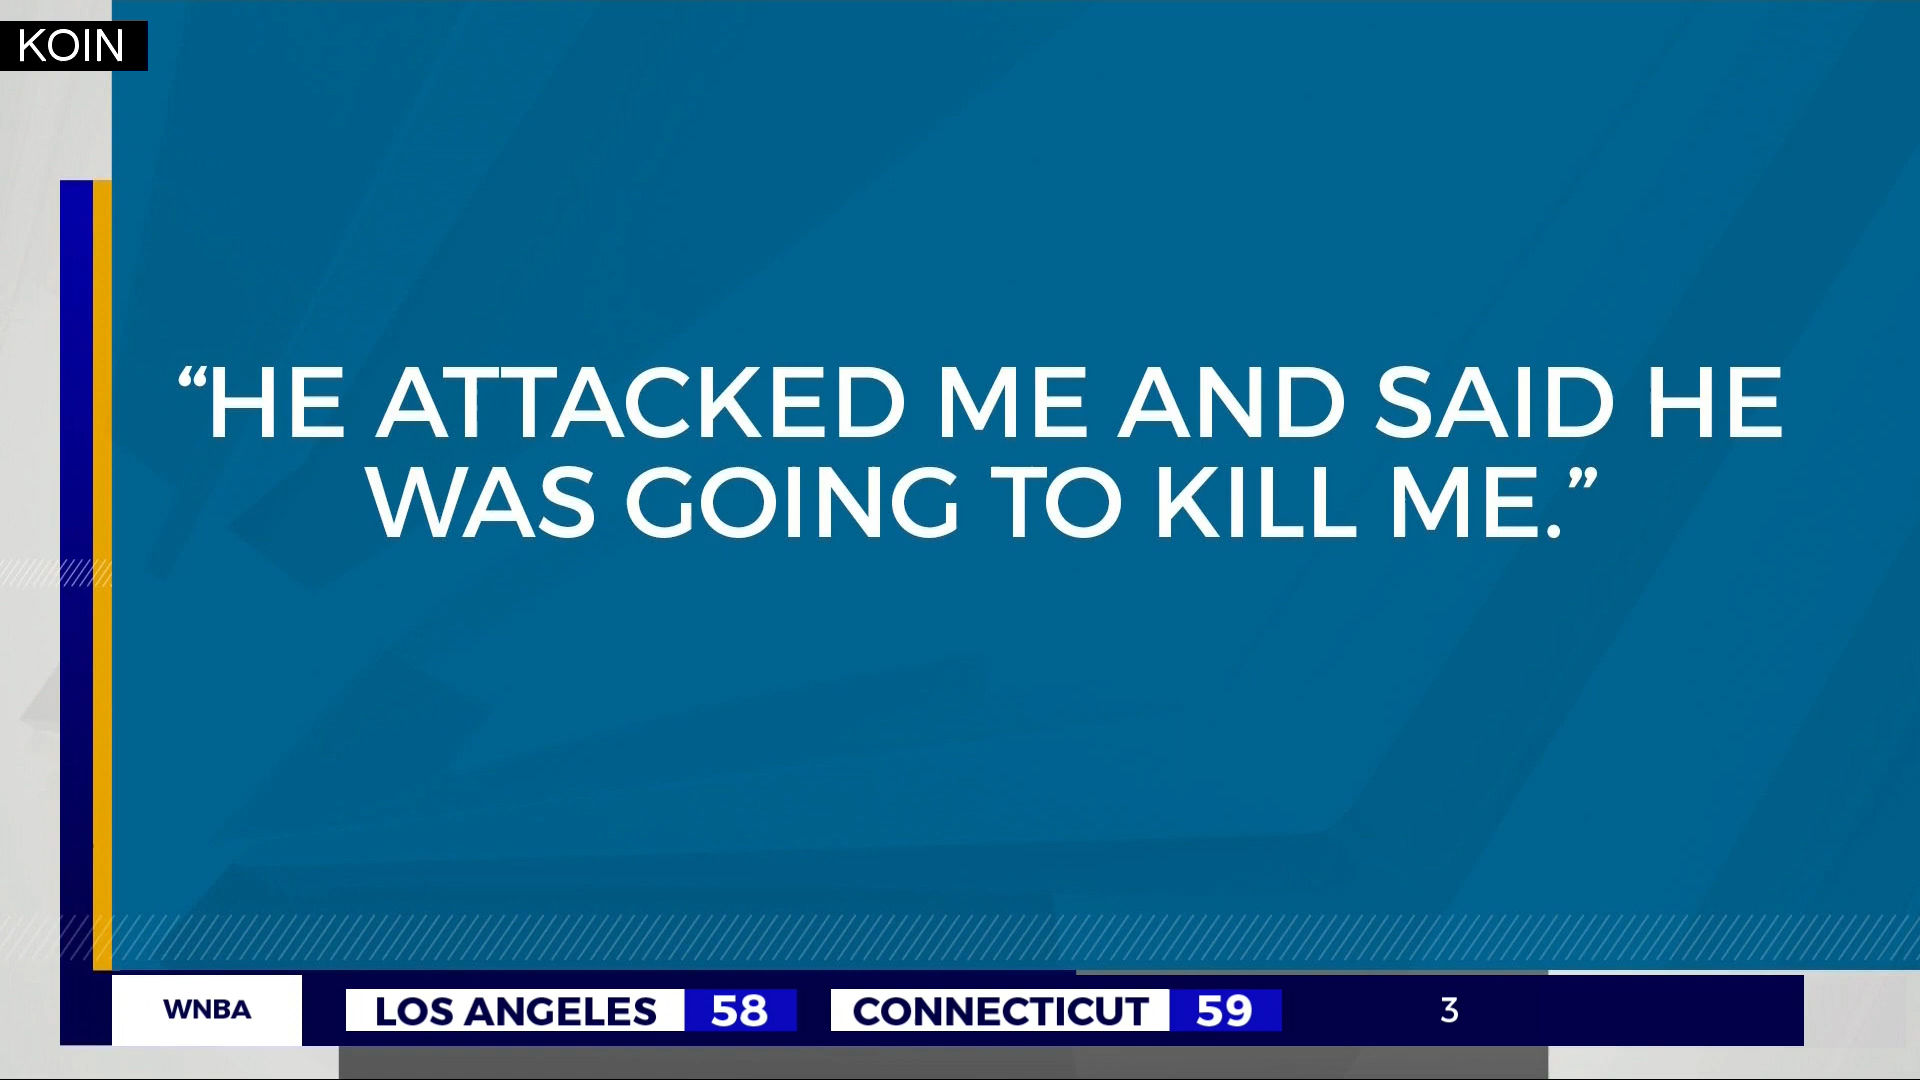 KOIN
“HE ATTACKED ME AND SAID HE
WAS GOING TO KILL ME.”
WNBA LOS ANGELES 58 CONNECTICUT 59 3